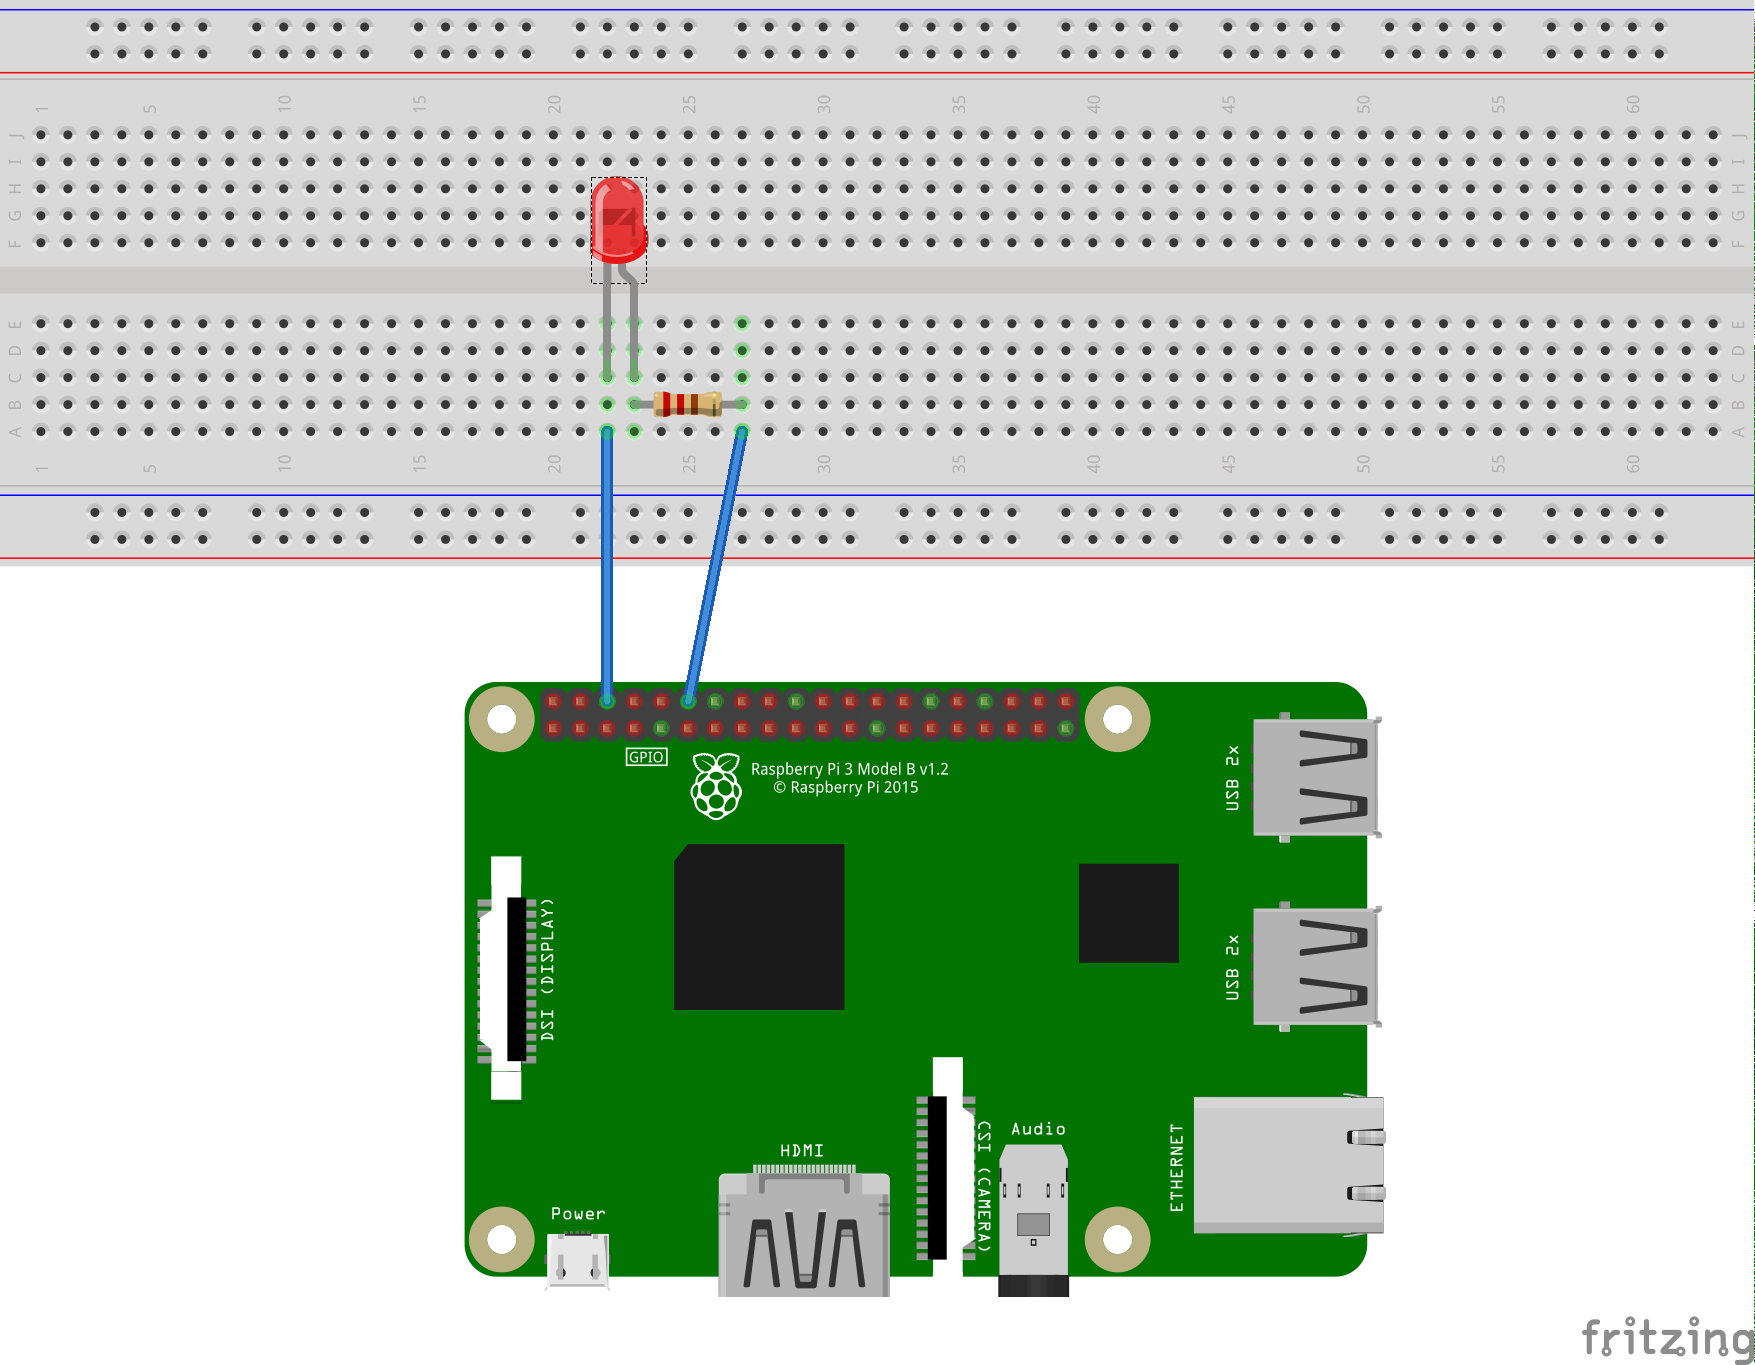 1 5 10 15 20 25 30 35 40 45 50 55 60
J J
I I
H H
G G
F F
E E
D D
C C
B B
A A
1 5 10 15 20 25 30 35 40 45 50 55 60
GPIO
Raspberry Pi 3 Model B v1.2
© Raspberry Pi 2015
USB 2x
DSI (DISPLAY)
USB 2x
CSI (CAMERA)
Audio
ETHERNET
HDMI
Power
fritzing